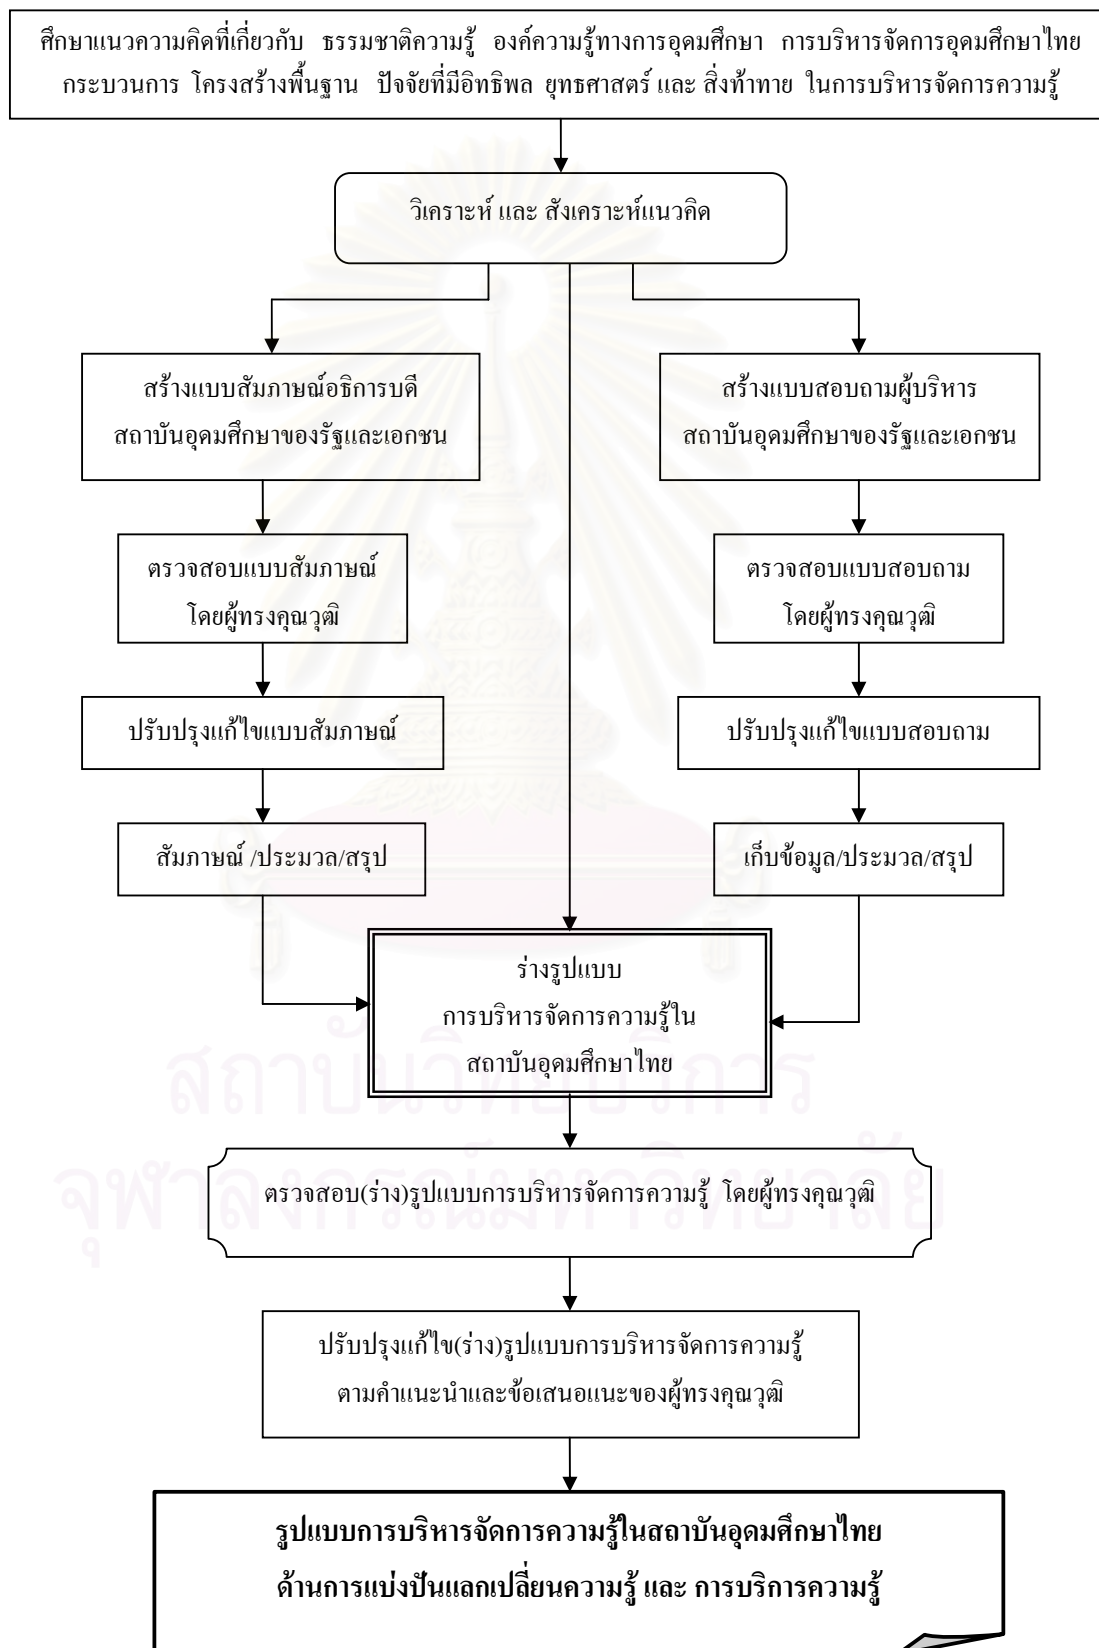 ศึกษาแนวความคิดที่เกี่ยวกับ ธรรมชาติความรู้ องค์ความรู้ทางการอุดมศึกษา การบริหารจัดการอุดมศึกษาไทย
กระบวนการ โครงสร้างพื้นฐาน ปัจจัยที่มีอิทธิพล ยุทธศาสตร์ และ สิ่งท้าทาย ในการบริหารจัดการความรู้
วิเคราะห์ และ สังเคราะห์แนวคิด
สร้างแบบสัมภาษณ์อธิการบดี
สถาบันอุดมศึกษาของรัฐและเอกชน
สร้างแบบสอบถามผู้บริหาร
สถาบันอุดมศึกษาของรัฐและเอกชน
ตรวจสอบแบบสัมภาษณ์
โดยผู้ทรงคุณวุฒิ
ตรวจสอบแบบสอบถาม
โดยผู้ทรงคุณวุฒิ
ปรับปรุงแก้ไขแบบสัมภาษณ์
ปรับปรุงแก้ไขแบบสอบถาม
สัมภาษณ์ /ประมวล/สรุป
เก็บข้อมูล/ประมวล/สรุป
ร่างรูปแบบ
การบริหารจัดการความรู้ใน
สถาบันอุดมศึกษาไทย
สถาบันวิทยบริการ
จุฬาลงกรณ์มหาวิทยาลัย
ตรวจสอบ(ร่าง)รูปแบบการบริหารจัดการความรู้ โดยผู้ทรงคุณวุฒิ
ปรับปรุงแก้ไข(ร่าง)รูปแบบการบริหารจัดการความรู้
ตามคำแนะนำและข้อเสนอแนะของผู้ทรงคุณวุฒิ
รูปแบบการบริหารจัดการความรู้ในสถาบันอุดมศึกษาไทย
ด้านการแบ่งปันแลกเปลี่ยนความรู้ และ การบริการความรู้